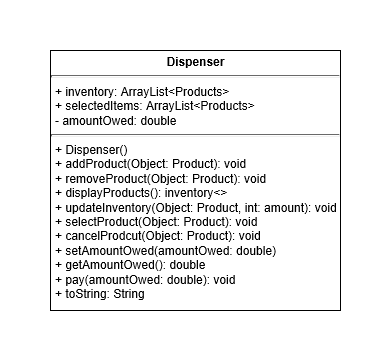 Dispenser
+ inventory: ArrayList<Products>
+ selectedItems: ArrayList<Products>
- amountOwed: double
+ Dispenser()
+ addProduct(Object: Product): void
+ removeProduct(Object: Product): void
+ displayProducts(): inventory<>
+ updateInventory(Object: Product, int: amount): void
+ selectProduct(Object: Product): void
+ cancelProdcut(Object: Product): void
+ setAmountOwed(amountOwed: double)
+ getAmountOwed(): double
+ pay(amountOwed: double): void
+ toString: String